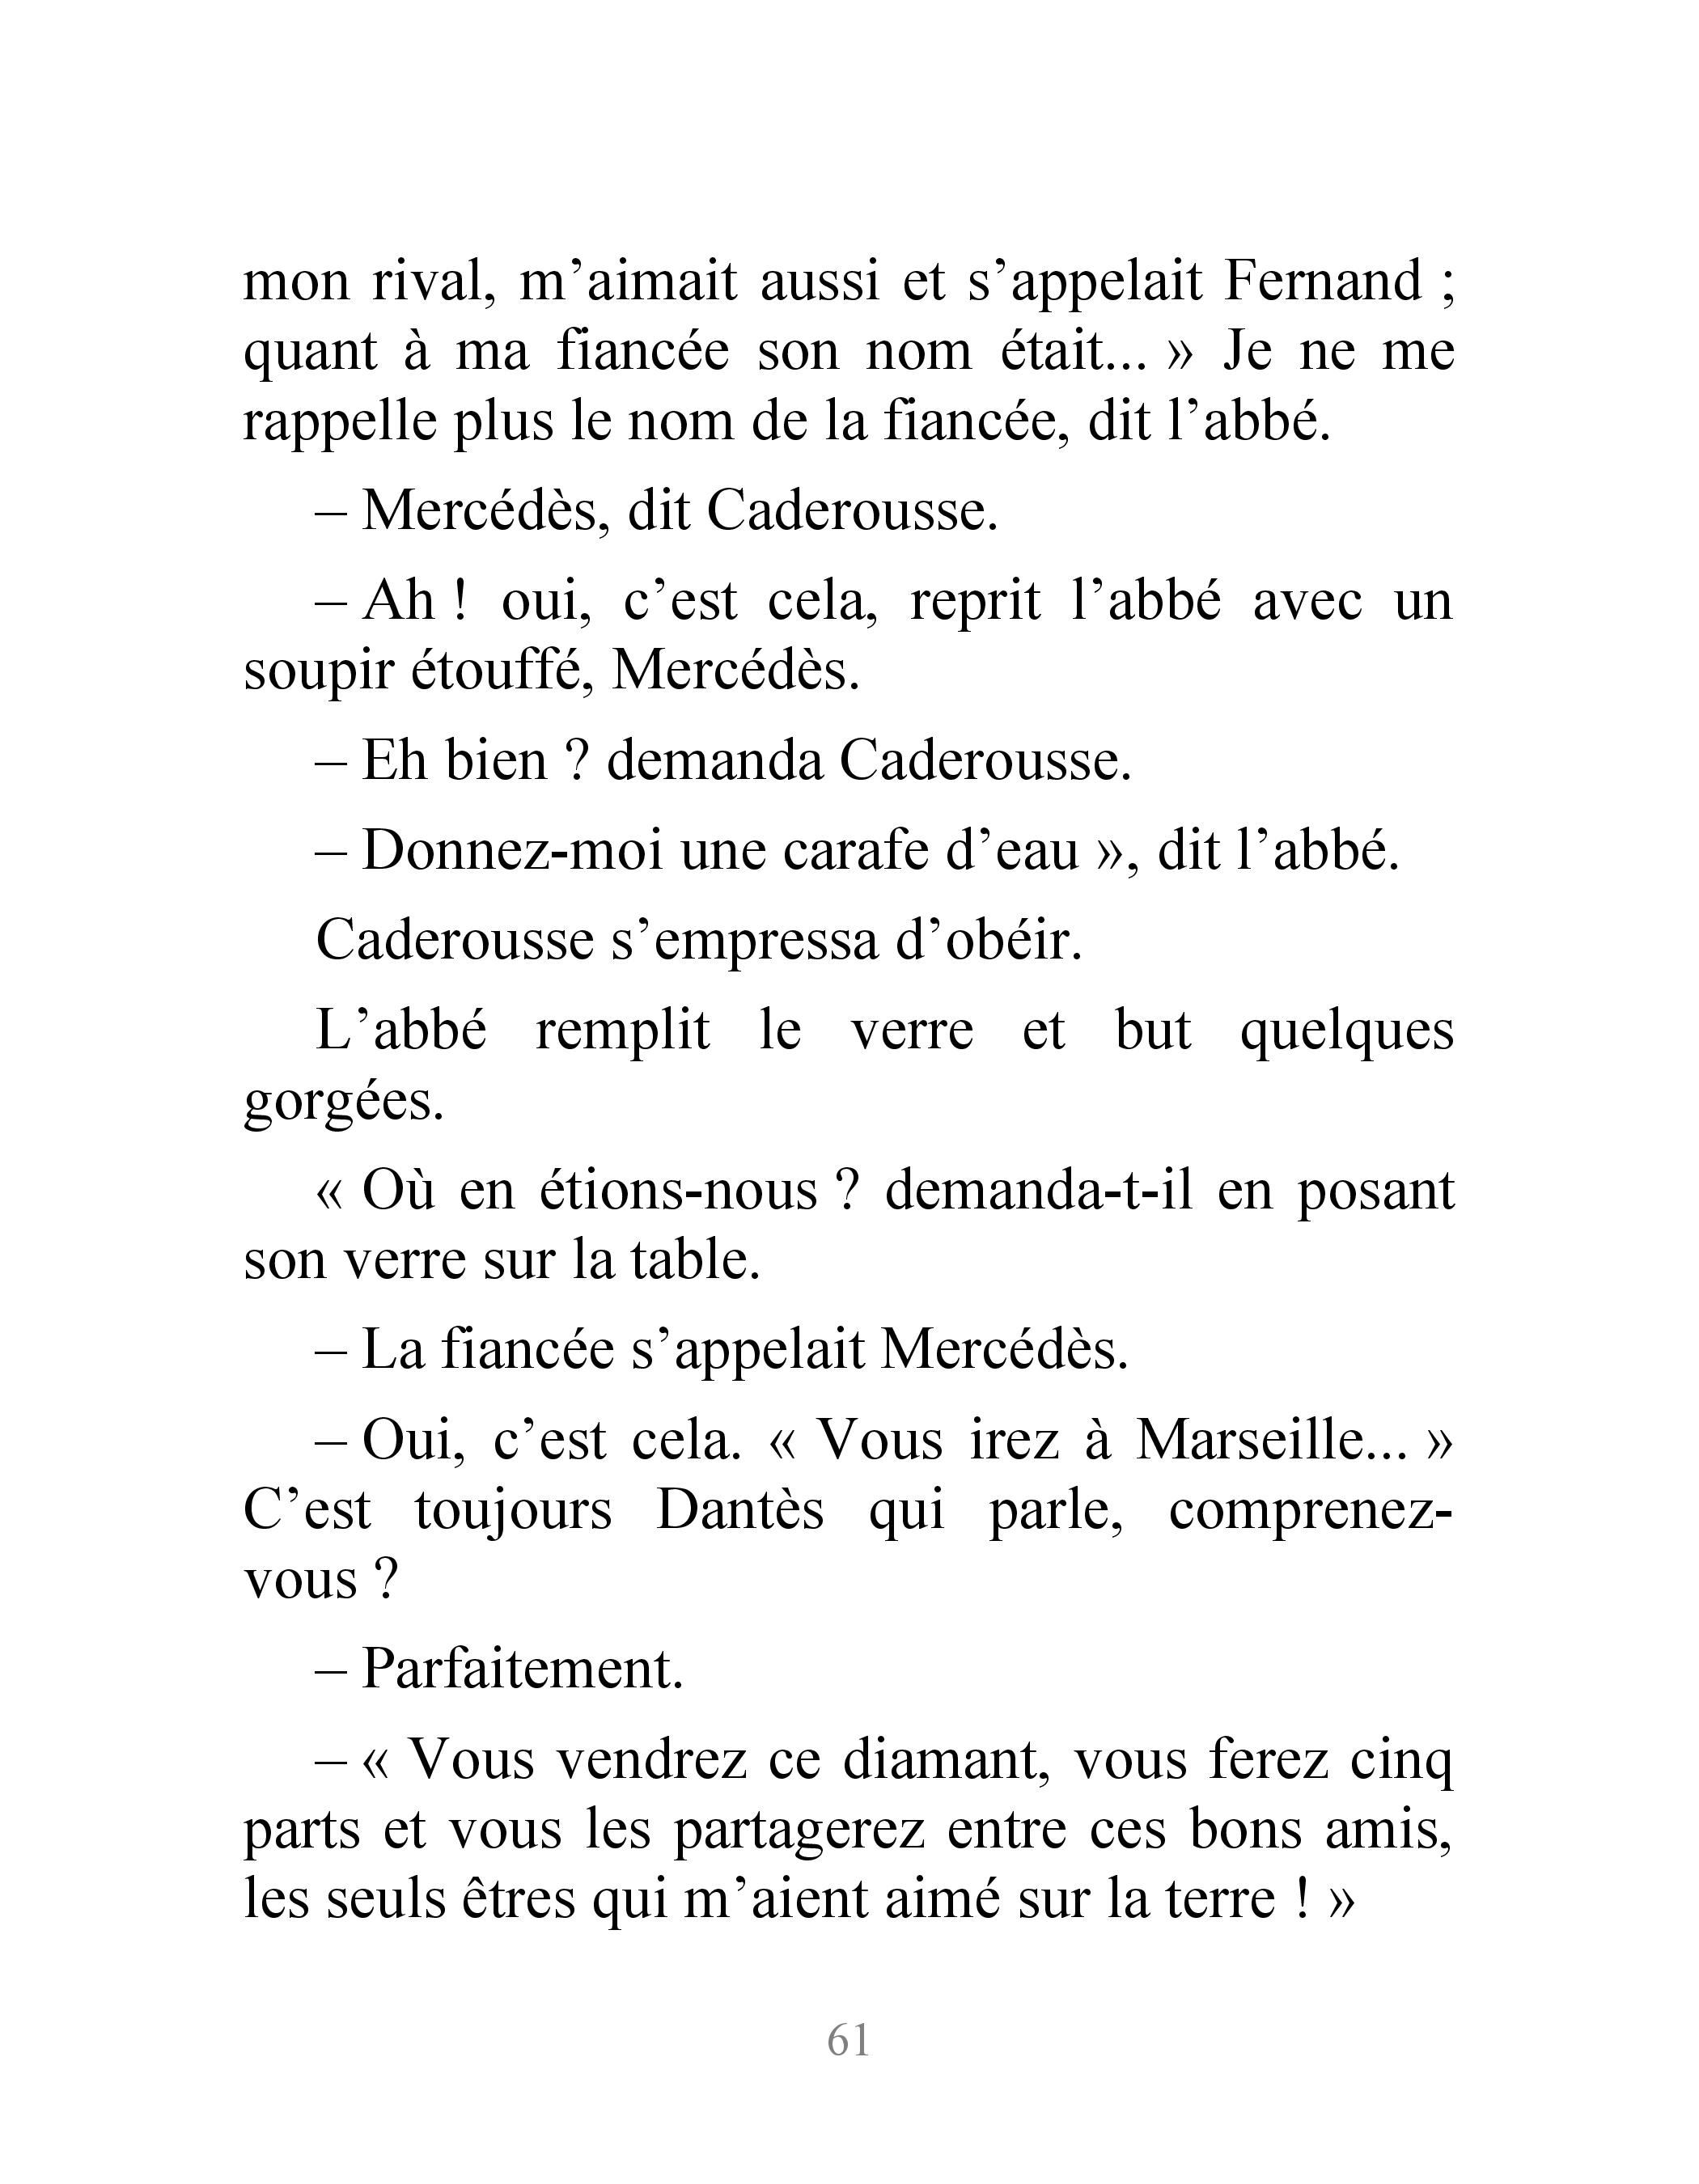 mon rival, m’aimait aussi et s’appelait Fernand ;
quant à ma fiancée son nom était... » Je ne me
rappelle plus le nom de la fiancée, dit l’abbé.
– Mercédès, dit Caderousse.
– Ah ! oui, c’est cela, reprit l’abbé avec un
soupir étouffé, Mercédès.
– Eh bien ? demanda Caderousse.
– Donnez-moi une carafe d’eau », dit l’abbé.
Caderousse s’empressa d’obéir.
L’abbé remplit le verre et but quelques
gorgées.
« Où en étions-nous ? demanda-t-il en posant
son verre sur la table.
– La fiancée s’appelait Mercédès.
– Oui, c’est cela. « Vous irez à Marseille... »
C’est toujours Dantès qui parle, comprenez-
vous ?
– Parfaitement.
– « Vous vendrez ce diamant, vous ferez cinq
parts et vous les partagerez entre ces bons amis,
les seuls êtres qui m’aient aimé sur la terre ! »
61